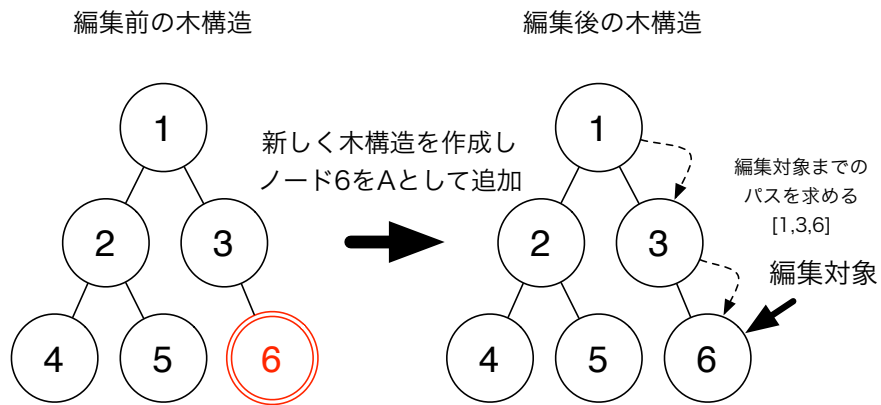 編集前の木構造
編集後の木構造
1
2
3
4
5
6
新しく木構造を作成し
ノード6をAとして追加
1
2
3
4
5
6
編集対象までの
パスを求める
[1,3,6]
編集対象